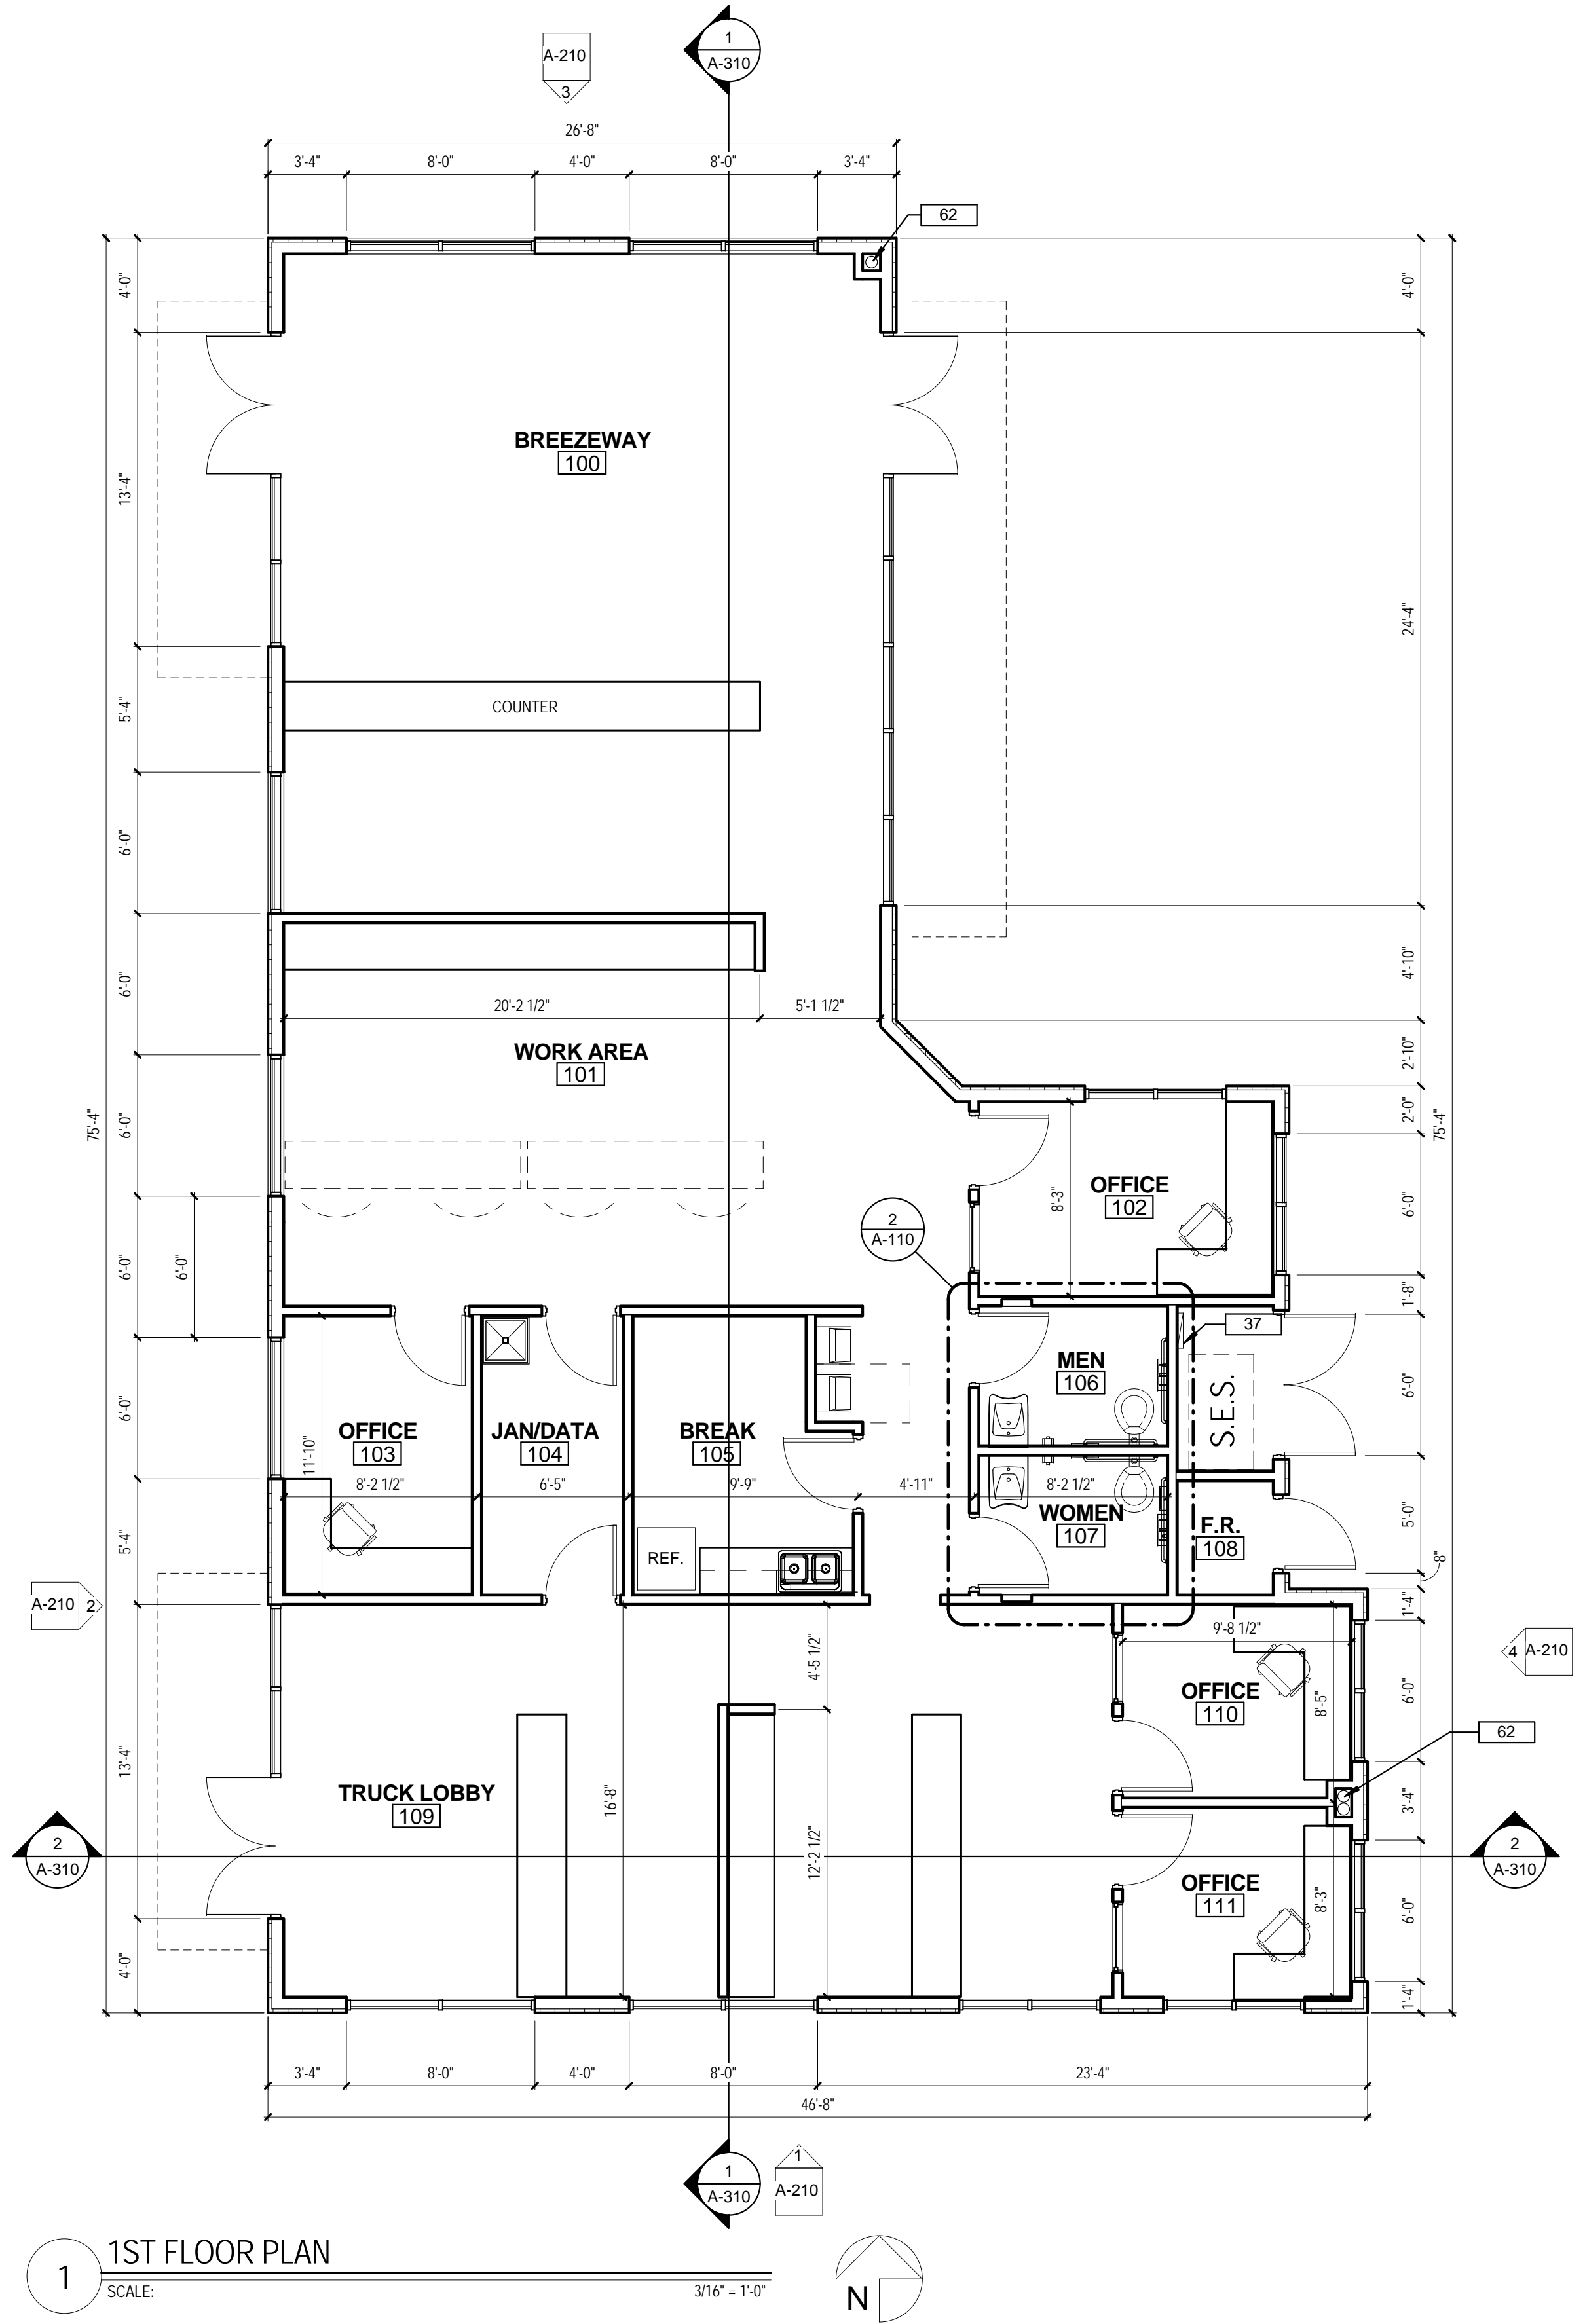 1
A-310
A-210
3
26'-8"
3'-4"
8'-0"
4'-0"
8'-0"
3'-4"
62
4'-0"
4'-0"
BREEZEWAY
100
13'-4"
24'-4"
COUNTER
5'-4"
6'-0"
6'-0"
4'-10"
20'-2 1/2"
5'-1 1/2"
WORK AREA
101
2'-10"
75'-4"
6'-0"
2'-0"
75'-4"
OFFICE
102
8'-3"
6'-0"
2
A-110
6'-0"
6'-0"
1'-8"
37
MEN
106
S.E.S.
6'-0"
6'-0"
OFFICE
103
JAN/DATA
104
BREAK
105
11'-10"
8'-2 1/2"
6'-5"
9'-9"
4'-11"
8'-2 1/2"
WOMEN
107
F.R.
108
5'-0"
5'-4"
REF.
8"
A-210
2
1'-4"
9'-8 1/2"
4'-5 1/2"
4
A-210
OFFICE
110
8'-5"
6'-0"
62
13'-4"
TRUCK LOBBY
109
16'-8"
3'-4"
2
A-310
12'-2 1/2"
2
A-310
OFFICE
111
8'-3"
6'-0"
4'-0"
1'-4"
3'-4"
8'-0"
4'-0"
8'-0"
23'-4"
46'-8"
1
A-310
1
A-210
1
1ST FLOOR PLAN
SCALE:
3/16" = 1'-0"
N